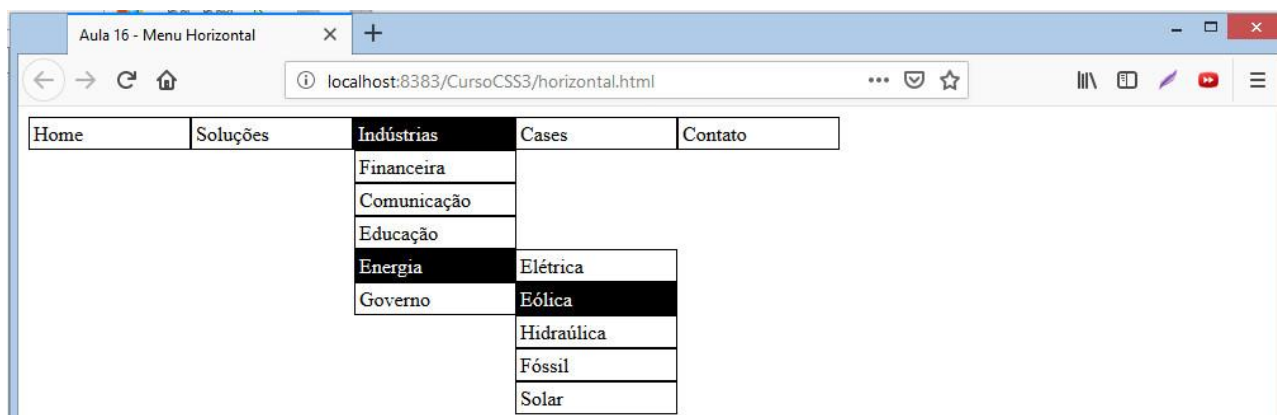 Aula 16 - Menu Horizontal
localhost:8383/CursoCSS3/horizontal.html
Home Soluções Indústrias Cases Contato
Financeira
Comunicação
Educação
Energia Elétrica
Governo Eólica
Hidraúlica
Fóssil
Solar